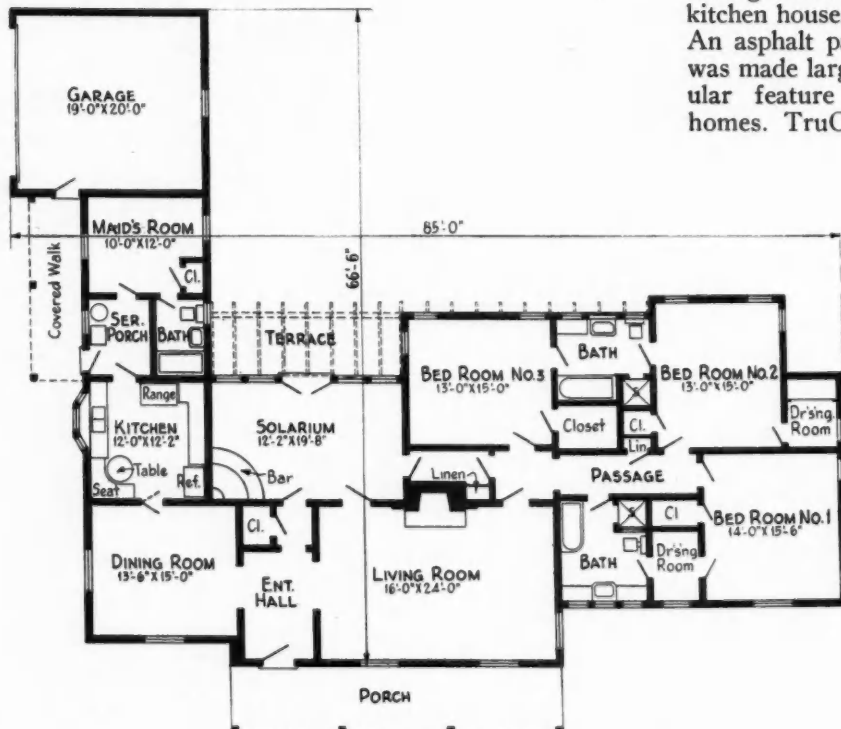 kitchen house
An asphalt
was made
ular feature
homes.
GARAGE
19'-0"X20'-0"
85'-0"
66'-6"
Covered Walk
MAID'S ROOM
10'-0"X12'-0"
Cl.
SER.
PORCH
BATH
TERRACE
BED ROOM NO.3
13'-0"X15'-0"
BATH
BED ROOM NO.2
13'-0"X15'-0"
S
Range
KITCHEN
12'-0"X12'-2"
SOLARIUM
12'-2"X19'-8"
Closet
Cl.
Dr's'ng.
Room
Lin.
Table
Bar
Linen
PASSAGE
Seat
Ref.
Cl.
S
Cl
BED ROOM NO.1
14'-0"X15'-6"
DINING ROOM
13'-6"X15'-0"
ENT.
HALL
LIVING ROOM
16'-0"X24'-0"
BATH
Dr's'ng
Room
PORCH